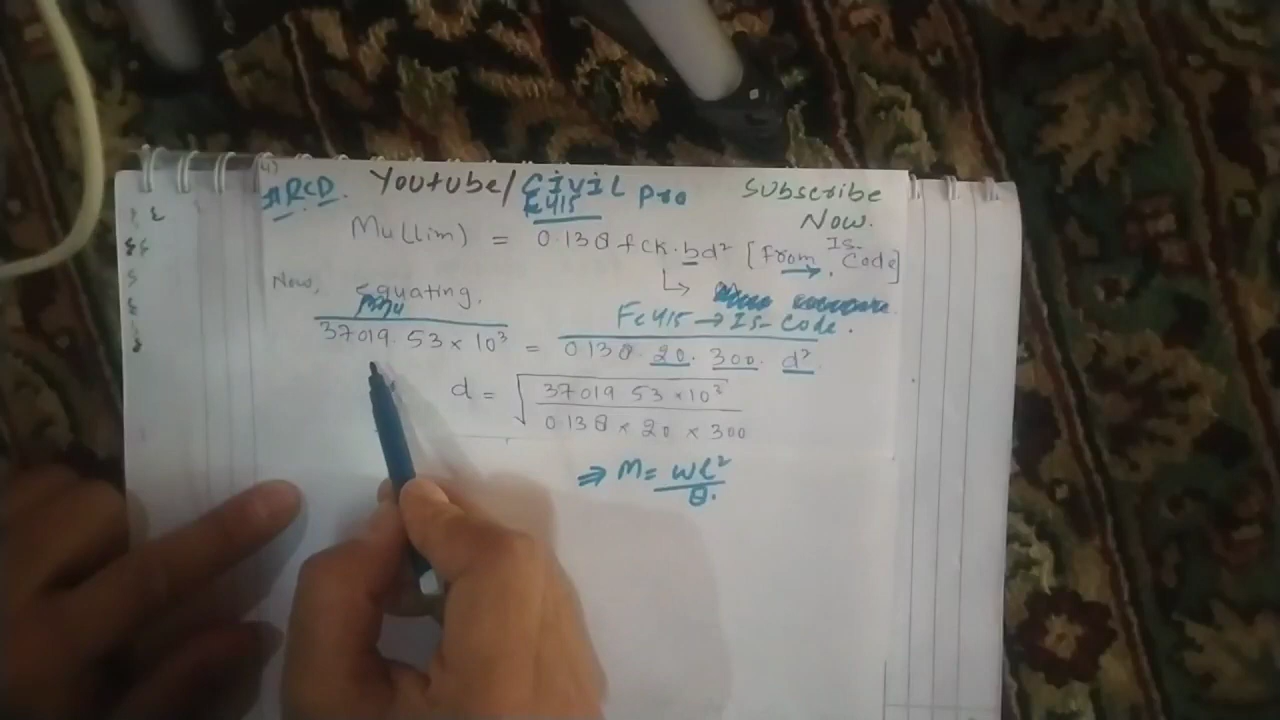 RCD. Youtube/Civil Pro Subscribe Now.
Fe415
Mu(lim) = 0.138 fck.bd² [From IS. Code]
Now, equating,
Mu
Fe415 → IS-Code.
37019.53 × 10³ = 0.138. 20. 300. d²
d = √ 37019.53 × 10³
0.138 × 20 × 300
⇒ M = wl²
8.